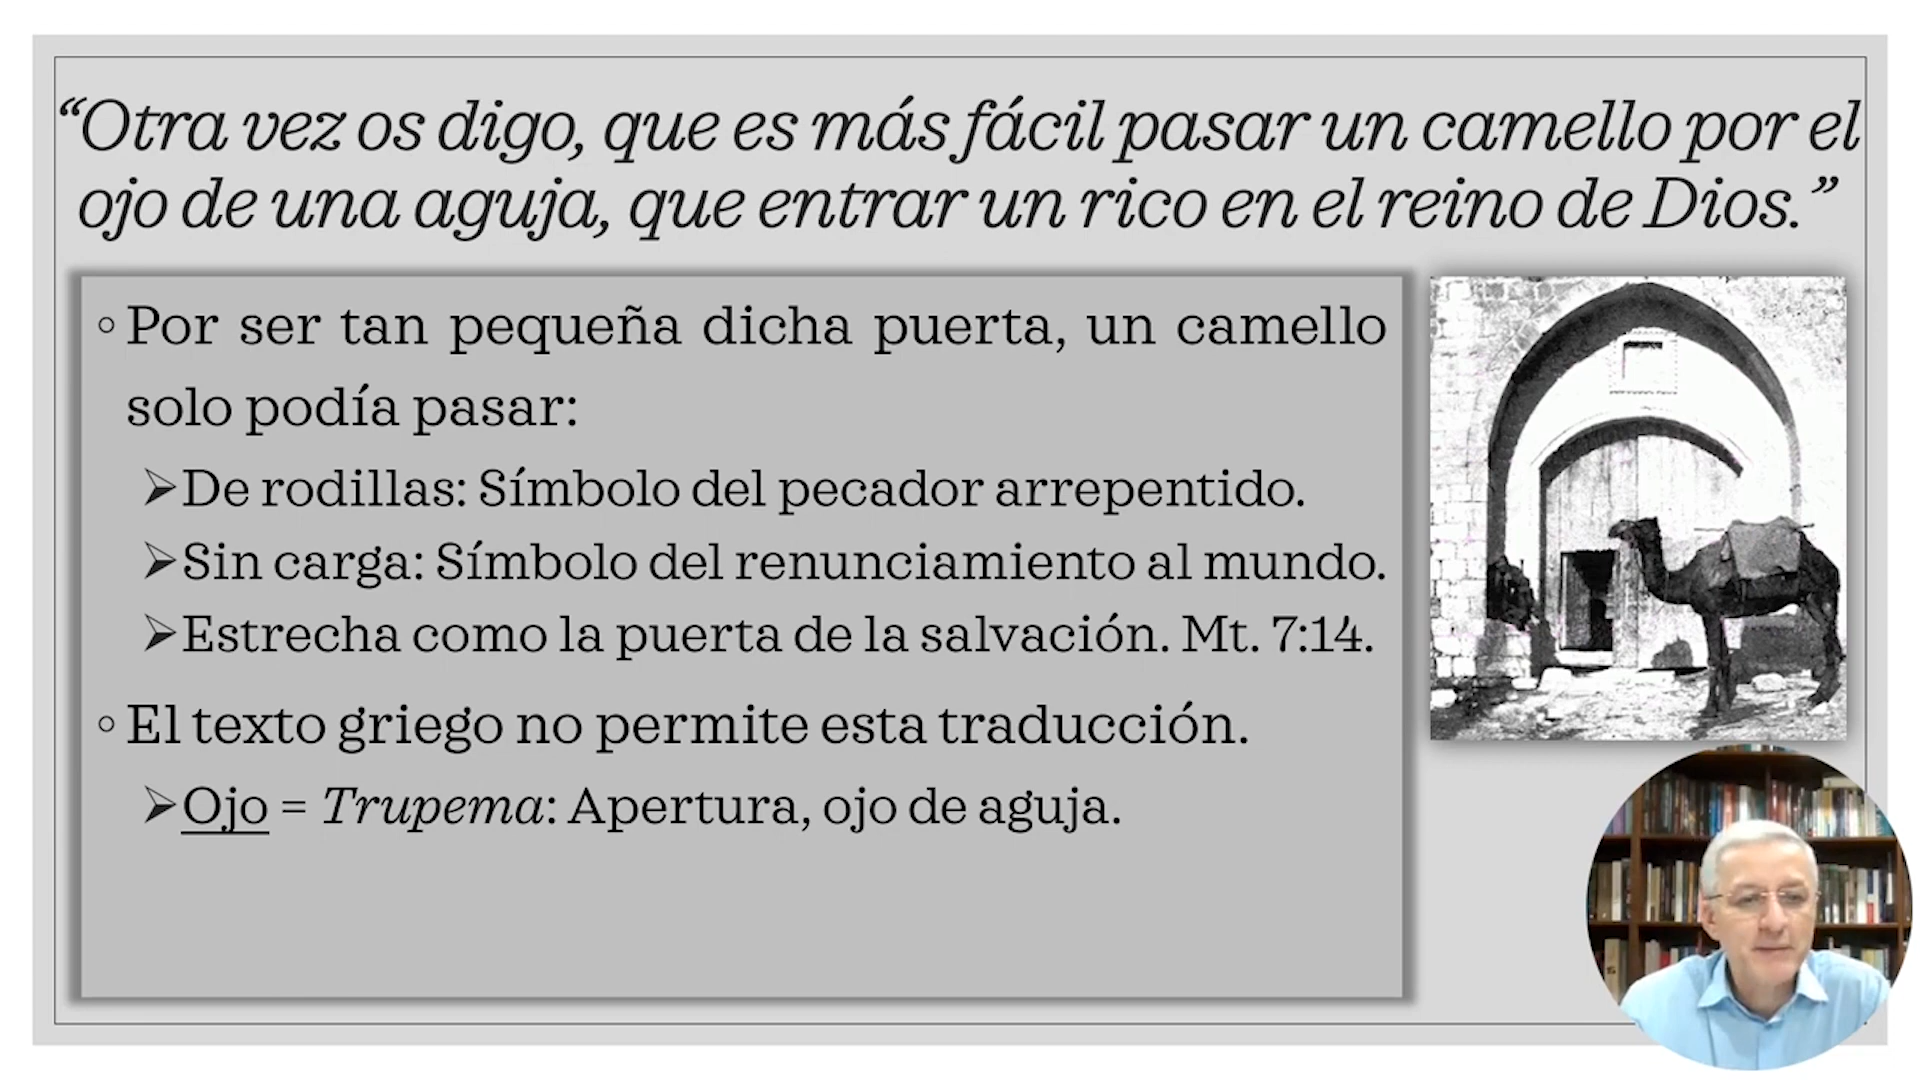 “Otra vez os digo, que es más fácil pasar un camello por el
ojo de una aguja, que entrar un rico en el reino de Dios.”
◦ Por ser tan pequeña dicha puerta, un camello
solo podía pasar:
➢ De rodillas: Símbolo del pecador arrepentido.
➢ Sin carga: Símbolo del renunciamiento al mundo.
➢ Estrecha como la puerta de la salvación. Mt. 7:14.
◦ El texto griego no permite esta traducción.
➢ Ojo = Trupema: Apertura, ojo de aguja.